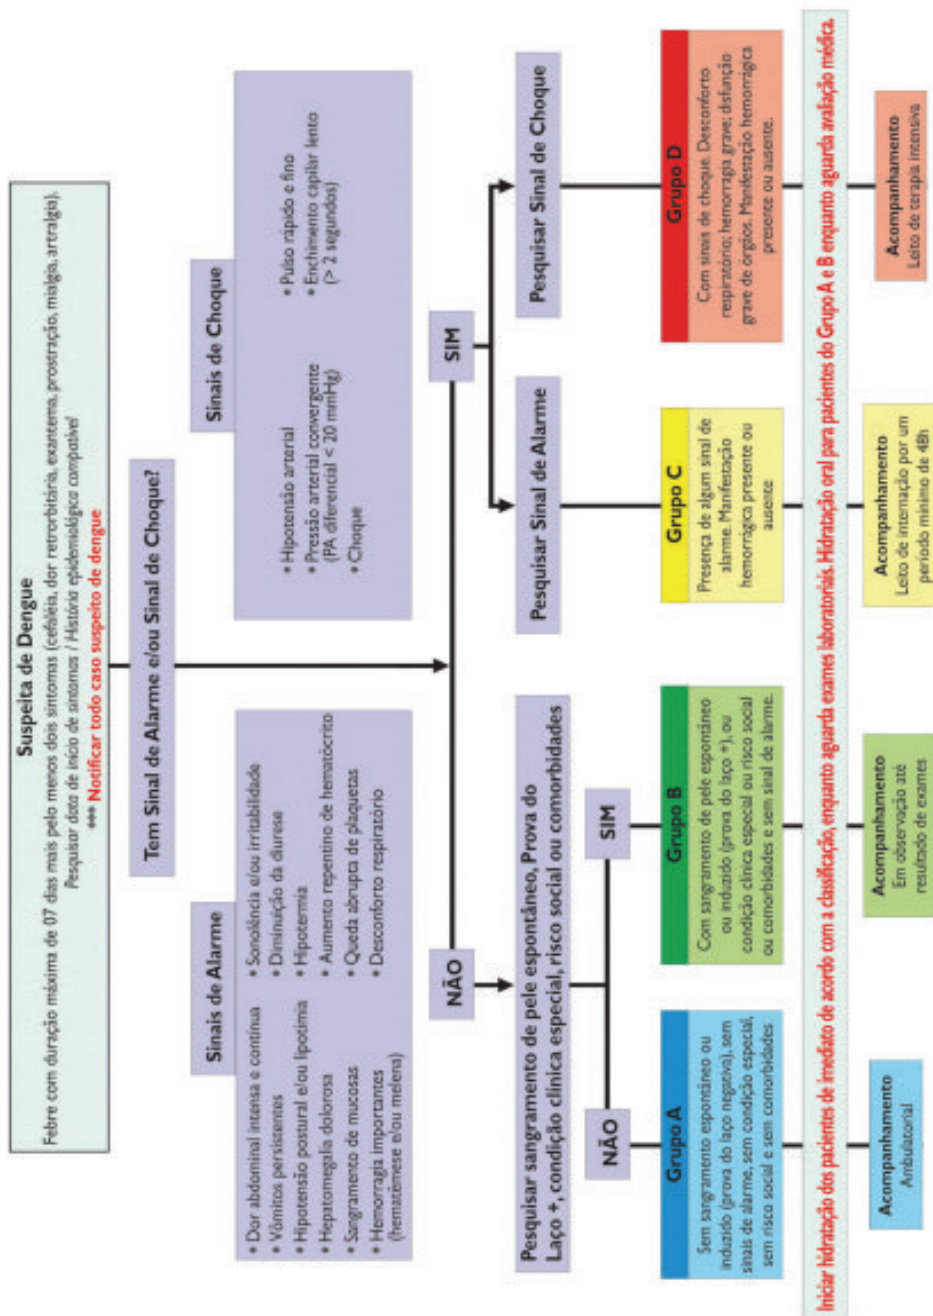 Suspeita de Dengue
Febre com duração máxima de 07 dias mais pelo menos dois sintomas (cefaléia, dor retrorbitária, exantema, prostração, mialgia, artralgia).
Pesquisar data de início de sintomas / História epidemiológica compatível
*** Notificar todo caso suspeito de dengue
Tem Sinal de Alarme e/ou Sinal de Choque?
Sinais de Alarme
• Dor abdominal intensa e contínua
• Vômitos persistentes
• Hipotensão postural e/ou lipotímia
• Hepatomegalia dolorosa
• Sangramento de mucosas
• Hemorragia importantes
(hematêmese e/ou melena)
• Sonolência e/ou irritabilidade
• Diminuição da diurese
• Hipotermia
• Aumento repentino de hematócrito
• Queda abrupta de plaquetas
• Desconforto respiratório
Sinais de Choque
• Hipotensão arterial
• Pressão arterial convergente
(PA diferencial < 20 mmHg)
• Choque
• Pulso rápido e fino
• Enchimento capilar lento
(> 2 segundos)
NÃO
SIM
Pesquisar sangramento de pele espontâneo, Prova do
Laço +, condição clínica especial, risco social ou comorbidades
Pesquisar Sinal de Alarme
Pesquisar Sinal de Choque
NÃO
SIM
Grupo A
Sem sangramento espontâneo ou
induzido (prova do laço negativa), sem
sinais de alarme, sem condição especial,
sem risco social e sem comorbidades
Grupo B
Com sangramento de pele espontâneo
ou induzido (prova do laço +), ou
condição clínica especial ou risco social
ou comorbidades e sem sinal de alarme.
Grupo C
Presença de algum sinal de
alarme. Manifestação
hemorrágica presente ou
ausente
Grupo D
Com sinais de choque. Desconforto
respiratório; hemorragia grave; disfunção
grave de órgãos. Manifestação hemorrágica
presente ou ausente.
Iniciar hidratação dos pacientes de imediato de acordo com a classificação, enquanto aguarda exames laboratoriais. Hidratação oral para pacientes do Grupo A e B enquanto aguarda avaliação médica.
Acompanhamento
Ambulatorial
Acompanhamento
Em observação até
resultado de exames
Acompanhamento
Leito de internação por um
período mínimo de 48h
Acompanhamento
Leito de terapia intensiva